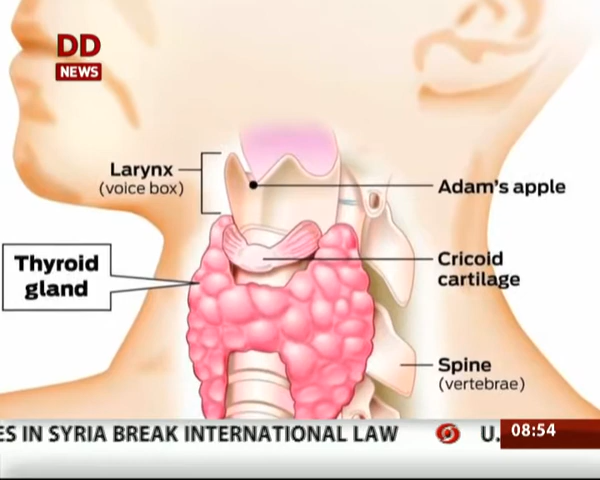 DD
NEWS
Larynx
(voice box)
Adam's apple
Thyroid
gland
Cricoid
cartilage
Spine
(vertebrae)
ES IN SYRIA BREAK INTERNATIONAL LAW U.
08:54